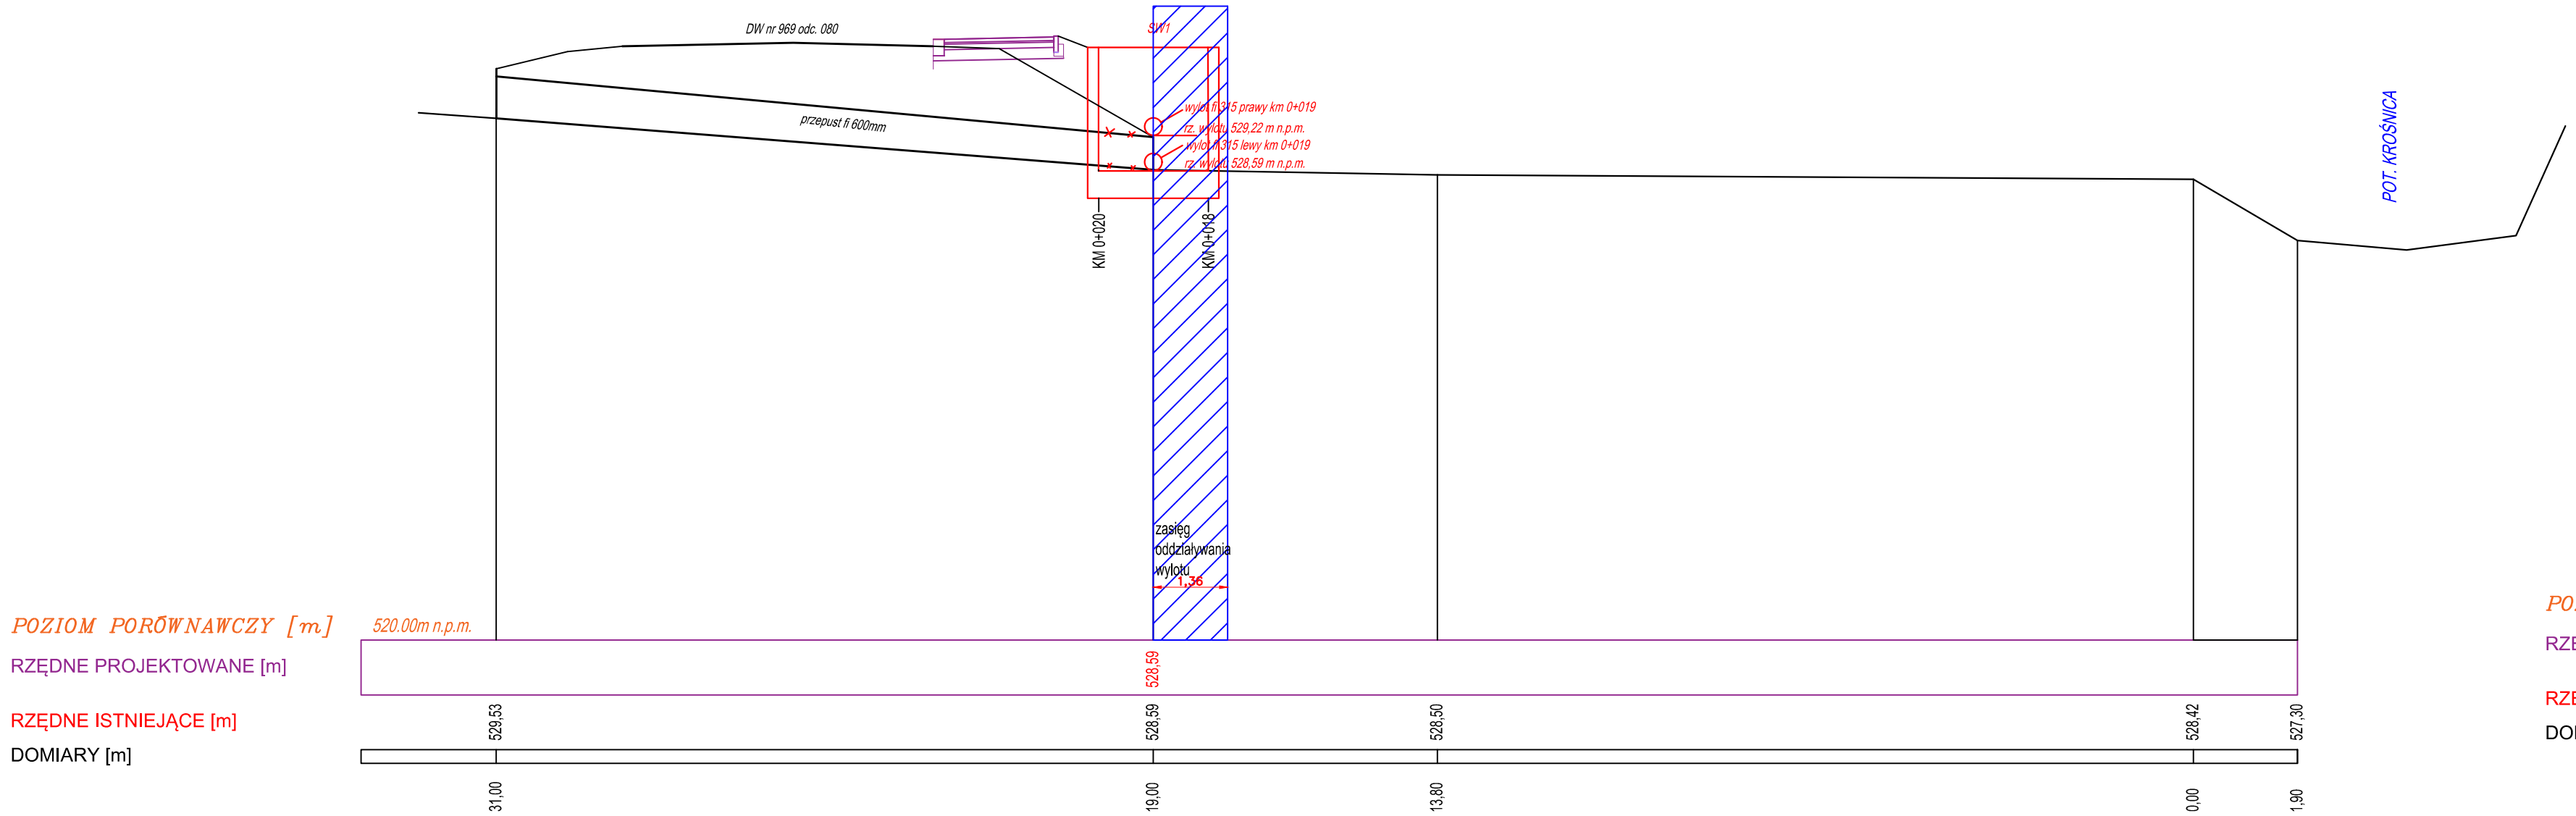 DW nr 969 odc. 080
SW1
przepust fi 600mm
wylot fi 315 prawy km 0+019
rz. wylotu 529,22 m n.p.m.
wylot fi 315 lewy km 0+019
rz. wylotu 528,59 m n.p.m.
POT. KROŚNICA
KM 0+020
KM 0+018
zasięg
oddziaływania
wylotu
1,36
POZIOM PORÓWNAWCZY [m]
520.00m n.p.m.
RZĘDNE PROJEKTOWANE [m]
528,59
RZĘDNE ISTNIEJĄCE [m]
529,53
528,59
528,50
528,42
527,30
DOMIARY [m]
31,00
19,00
13,80
0,00
1,90